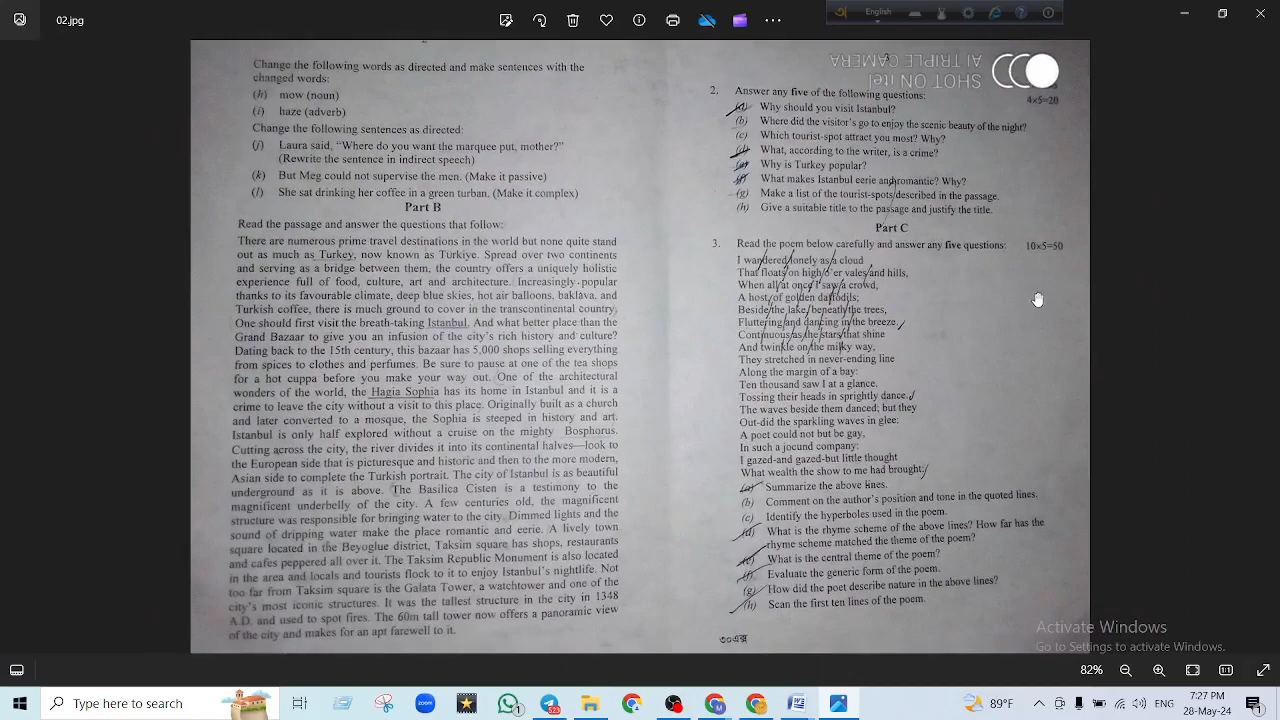 02.jpg
English
Change the following words as directed and make sentences with the
changed words:
(h) mow (noun)
(i) haze (adverb)
Change the following sentences as directed:
(j) Laura said, “Where do you want the marquee put, mother?”
(Rewrite the sentence in indirect speech)
(k) But Meg could not supervise the men. (Make it passive)
(l) She sat drinking her coffee in a green turban. (Make it complex)
Part B
Read the passage and answer the questions that follow:
There are numerous prime travel destinations in the world but none quite stand
out as much as Turkey, now known as Türkiye. Spread over two continents
and serving as a bridge between them, the country offers a uniquely holistic
experience full of food, culture, art and architecture. Increasingly popular
thanks to its favourable climate, deep blue skies, hot air balloons, baklava, and
Turkish coffee, there is much ground to cover in the transcontinental country.
One should first visit the breath-taking Istanbul. And what better place than the
Grand Bazaar to give you an infusion of the city's rich history and culture?
Dating back to the 15th century, this bazaar has 5,000 shops selling everything
from spices to clothes and perfumes. Be sure to pause at one of the tea shops
for a hot cuppa before you make your way out. One of the architectural
wonders of the world, the Hagia Sophia has its home in Istanbul and it is a
crime to leave the city without a visit to this place. Originally built as a church
and later converted to a mosque, the Sophia is steeped in history and art.
Istanbul is only half explored without a cruise on the mighty Bosphorus.
Cutting across the city, the river divides it into its continental halves—look to
the European side that is picturesque and historic and then to the more modern,
Asian side to complete the Turkish portrait. The city of Istanbul is as beautiful
underground as it is above. The Basilica Cisten is a testimony to the
magnificent underbelly of the city. A few centuries old, the magnificent
structure was responsible for bringing water to the city. Dimmed lights and the
sound of dripping water make the place romantic and eerie. A lively town
square located in the Beyoglue district, Taksim square has shops, restaurants
and cafes peppered all over it. The Taksim Republic Monument is also located
in the area and locals and tourists flock to it to enjoy Istanbul's nightlife. Not
too far from Taksim square is the Galata Tower, a watchtower and one of the
city's most iconic structures. It was the tallest structure in the city in 1348
A.D. and used to spot fires. The 60m tall tower now offers a panoramic view
of the city and makes for an apt farewell to it.
SHOT ON itel
AI TRIPLE CAMERA
2. Answer any five of the following questions:
4×5=20
(a) Why should you visit Istanbul?
(b) Where did the visitor's go to enjoy the scenic beauty of the night?
(c) Which tourist-spot attract you most? Why?
(d) What, according to the writer, is a crime?
(e) Why is Turkey popular?
(f) What makes Istanbul eerie and romantic? Why?
(g) Make a list of the tourist-spots described in the passage.
(h) Give a suitable title to the passage and justify the title.
Part C
3. Read the poem below carefully and answer any five questions: 10×5=50
I wandered lonely as a cloud
That floats on high o'er vales and hills,
When all at once I saw a crowd,
A host, of golden daffodils;
Beside the lake, beneath the trees,
Fluttering and dancing in the breeze.
Continuous as the stars that shine
And twinkle on the milky way,
They stretched in never-ending line
Along the margin of a bay:
Ten thousand saw I at a glance.
Tossing their heads in sprightly dance.
The waves beside them danced; but they
Out-did the sparkling waves in glee:
A poet could not but be gay,
In such a jocund company:
I gazed-and gazed-but little thought
What wealth the show to me had brought:
(a) Summarize the above lines.
(b) Comment on the author's position and tone in the quoted lines.
(c) Identify the hyperboles used in the poem.
(d) What is the rhyme scheme of the above lines? How far has the
rhyme scheme matched the theme of the poem?
(e) What is the central theme of the poem?
(f) Evaluate the generic form of the poem.
(g) How did the poet describe nature in the above lines?
(h) Scan the first ten lines of the poem.
৩০এক্স
Activate Windows
Go to Settings to activate Windows.
82%
Type here to search
zoom
523
89°F
ENG
7:27 PM
28-May-24